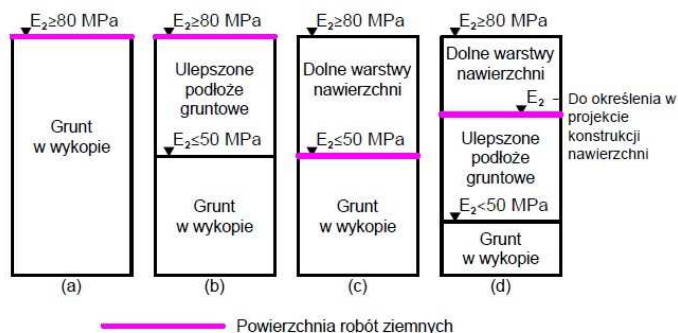 E₂≥80 MPa
Grunt
w wykopie
(a)
E₂≥80 MPa
Ulepszone
podłoże
gruntowe
E₂≤50 MPa
Grunt
w wykopie
(b)
E₂≥80 MPa
Dolne warstwy
nawierzchni
E₂≤50 MPa
Grunt
w wykopie
(c)
E₂≥80 MPa
Dolne warstwy
nawierzchni
E₂ - Do określenia w
projekcie
konstrukcji
nawierzchni
Ulepszone
podłoże
gruntowe
E₂<50 MPa
Grunt
w wykopie
(d)
Powierzchnia robót ziemnych